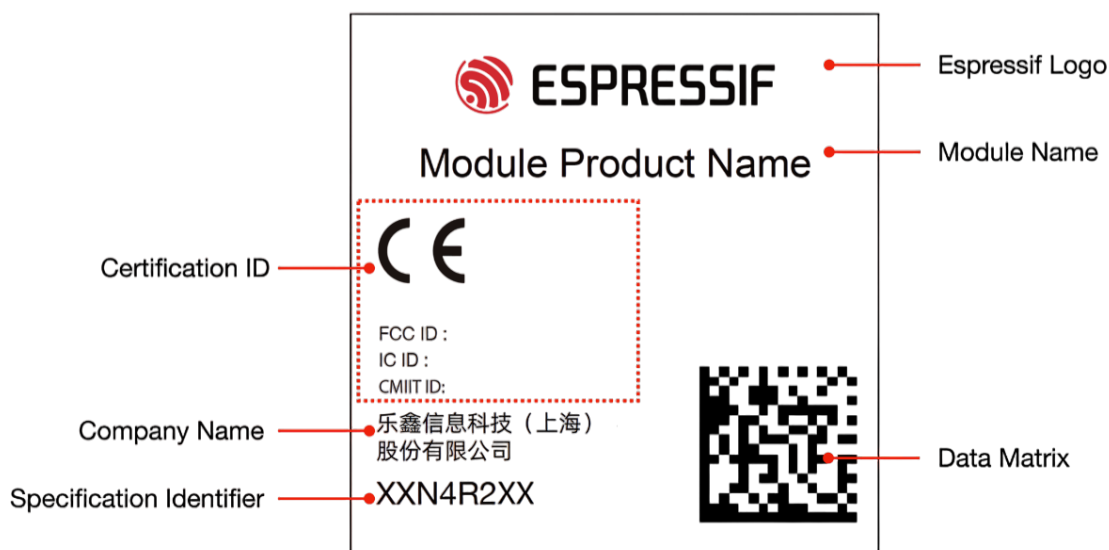 ESPRESSIF
Espressif Logo
Module Product Name
Module Name
CE
Certification ID
FCC ID :
IC ID :
CMIIT ID:
Company Name
乐鑫信息科技（上海）
股份有限公司
Data Matrix
Specification Identifier
XXN4R2XX